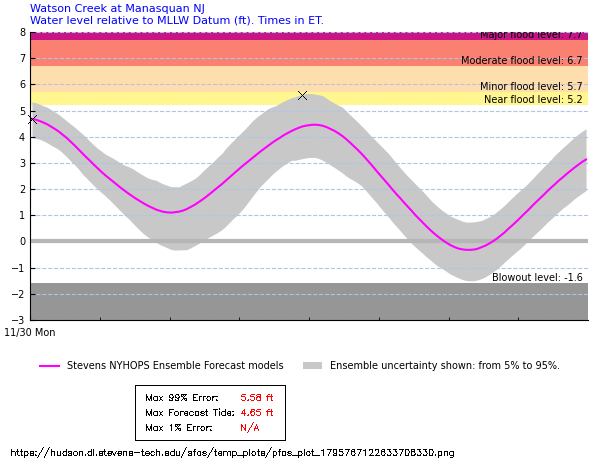 Watson Creek at Manasquan NJ
Water level relative to MLLW Datum (ft). Times in ET.
8
Major flood level: 7.7
7
Moderate flood level: 6.7
6
Minor flood level: 5.7
Near flood level: 5.2
5
4
3
2
1
0
−1
Blowout level: -1.6
−2
−3
11/30 Mon
Stevens NYHOPS Ensemble Forecast models
Ensemble uncertainty shown: from 5% to 95%.
Max 99% Error: 5.58 ft
Max Forecast Tide: 4.65 ft
Max 1% Error: N/A
https://hudson.dl.stevens-tech.edu/sfas/temp_plots/pfas_plot_1795767122633706330.png